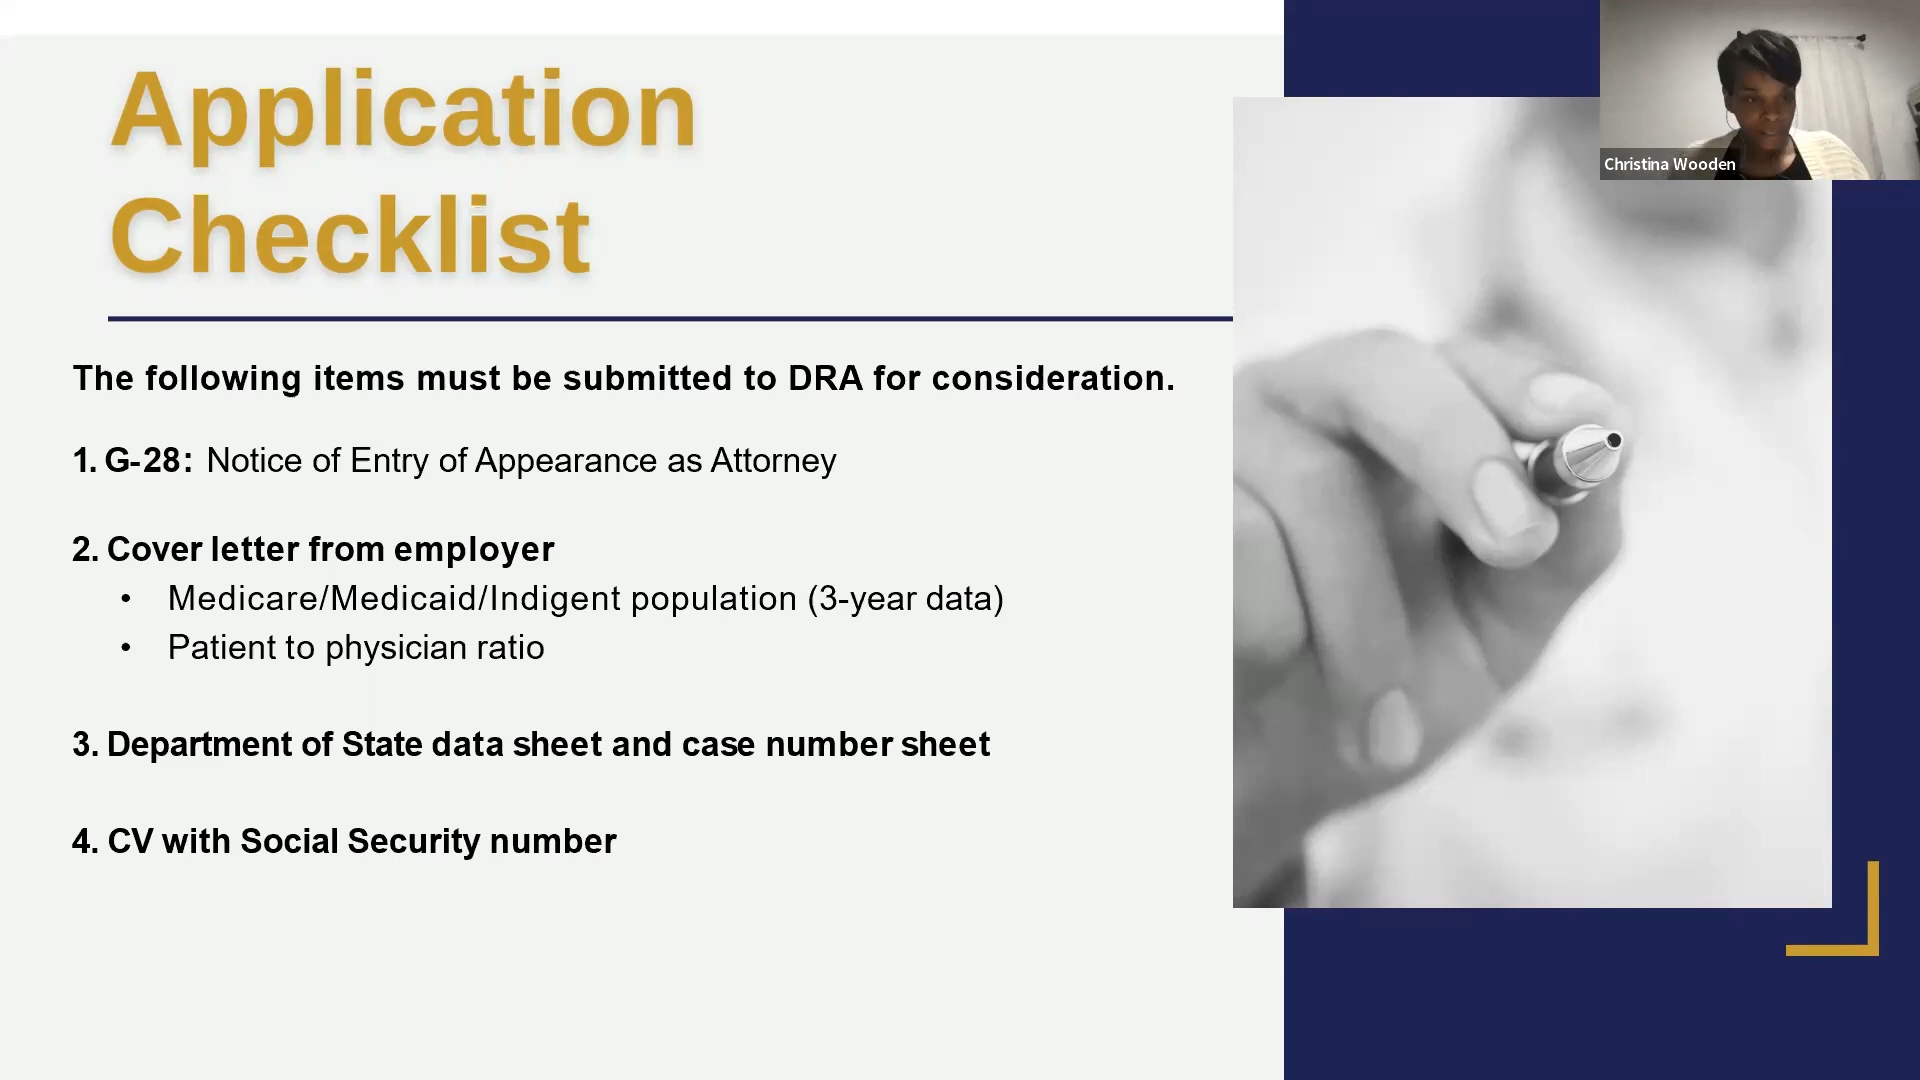 Application
Checklist
Christina Wooden
The following items must be submitted to DRA for consideration.
1. G-28: Notice of Entry of Appearance as Attorney
2. Cover letter from employer
• Medicare/Medicaid/Indigent population (3-year data)
• Patient to physician ratio
3. Department of State data sheet and case number sheet
4. CV with Social Security number